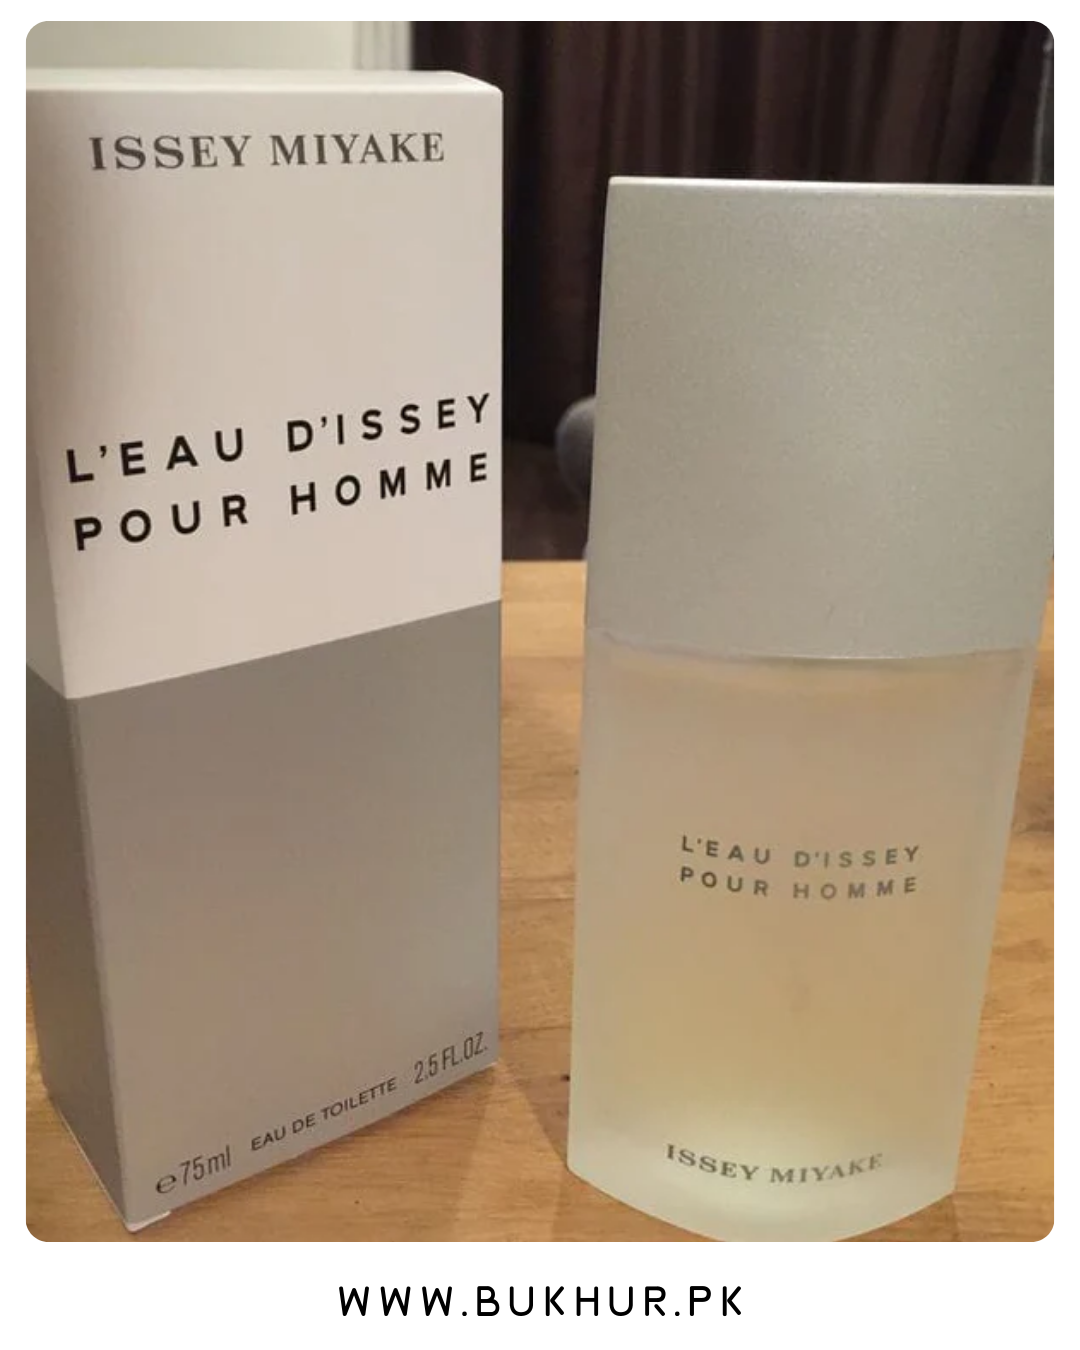 ISSEY MIYAKE
L'EAU D'ISSEY
POUR HOMME
e75ml EAU DE TOILETTE 2.5 FL.OZ.
L'EAU D'ISSEY
POUR HOMME
ISSEY MIYAKE
WWW.BUKHUR.PK